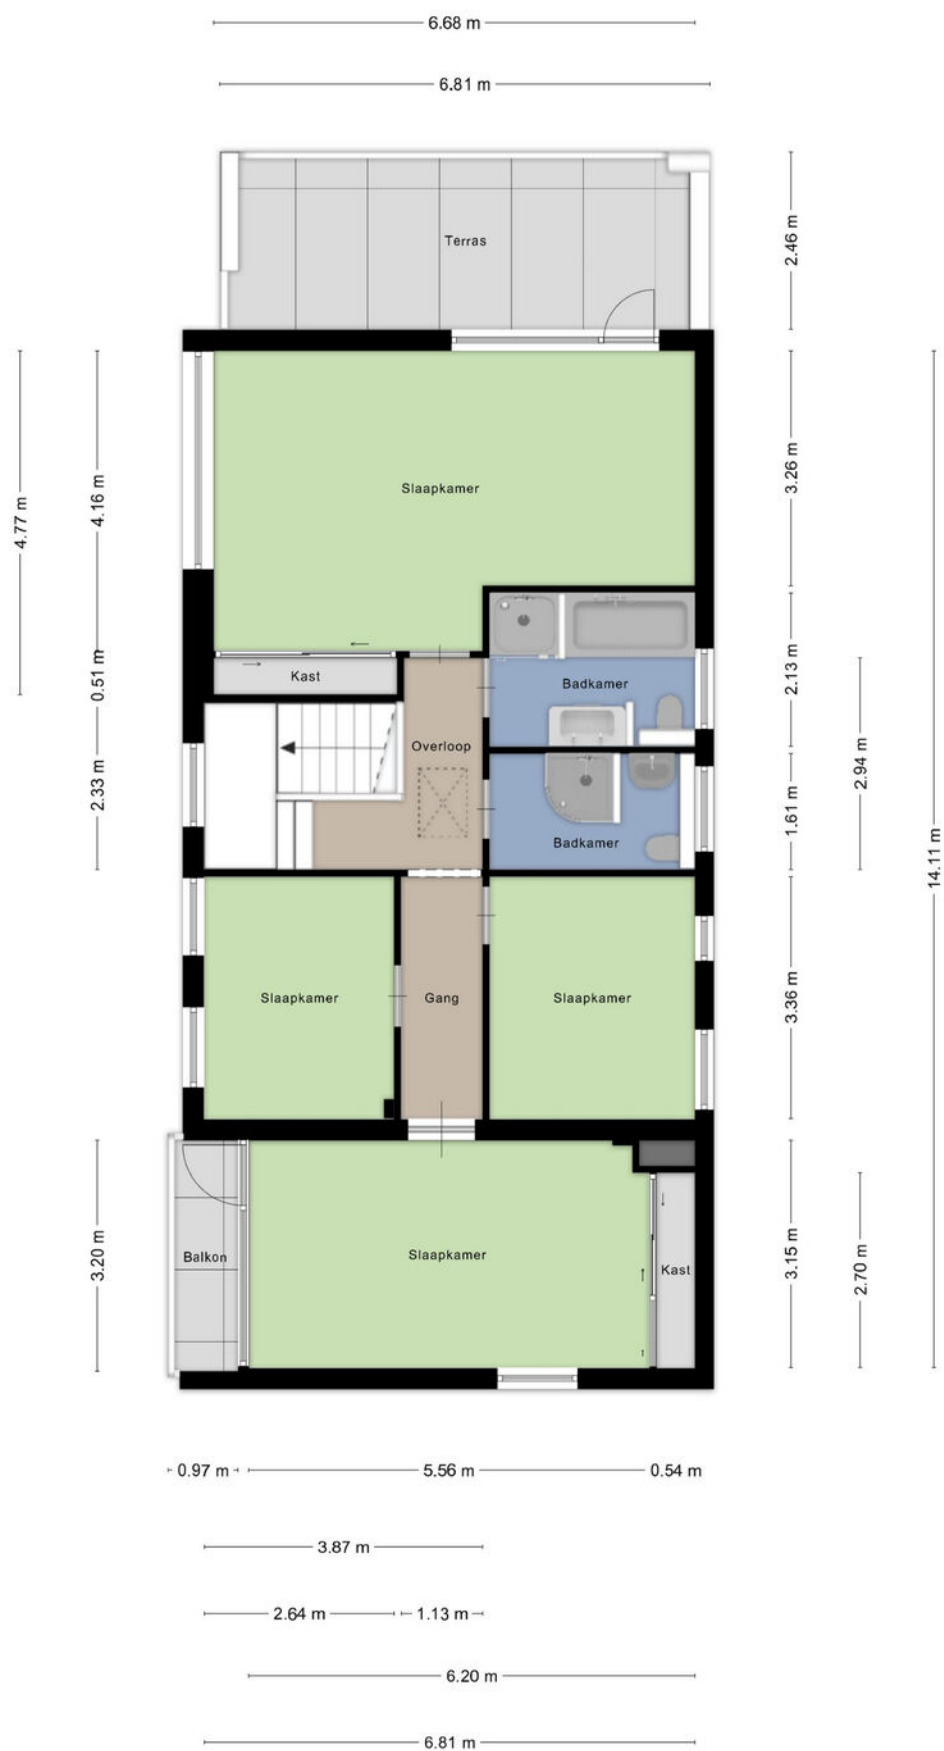 6.68 m
6.81 m
Terras
2.46 m
Slaapkamer
4.77 m
4.16 m
3.26 m
Kast
0.51 m
Badkamer
2.13 m
Overloop
2.33 m
2.94 m
Badkamer
1.61 m
14.11 m
Slaapkamer
Gang
Slaapkamer
3.36 m
Balkon
Slaapkamer
Kast
3.20 m
3.15 m
2.70 m
0.97 m
5.56 m
0.54 m
3.87 m
2.64 m
1.13 m
6.20 m
6.81 m